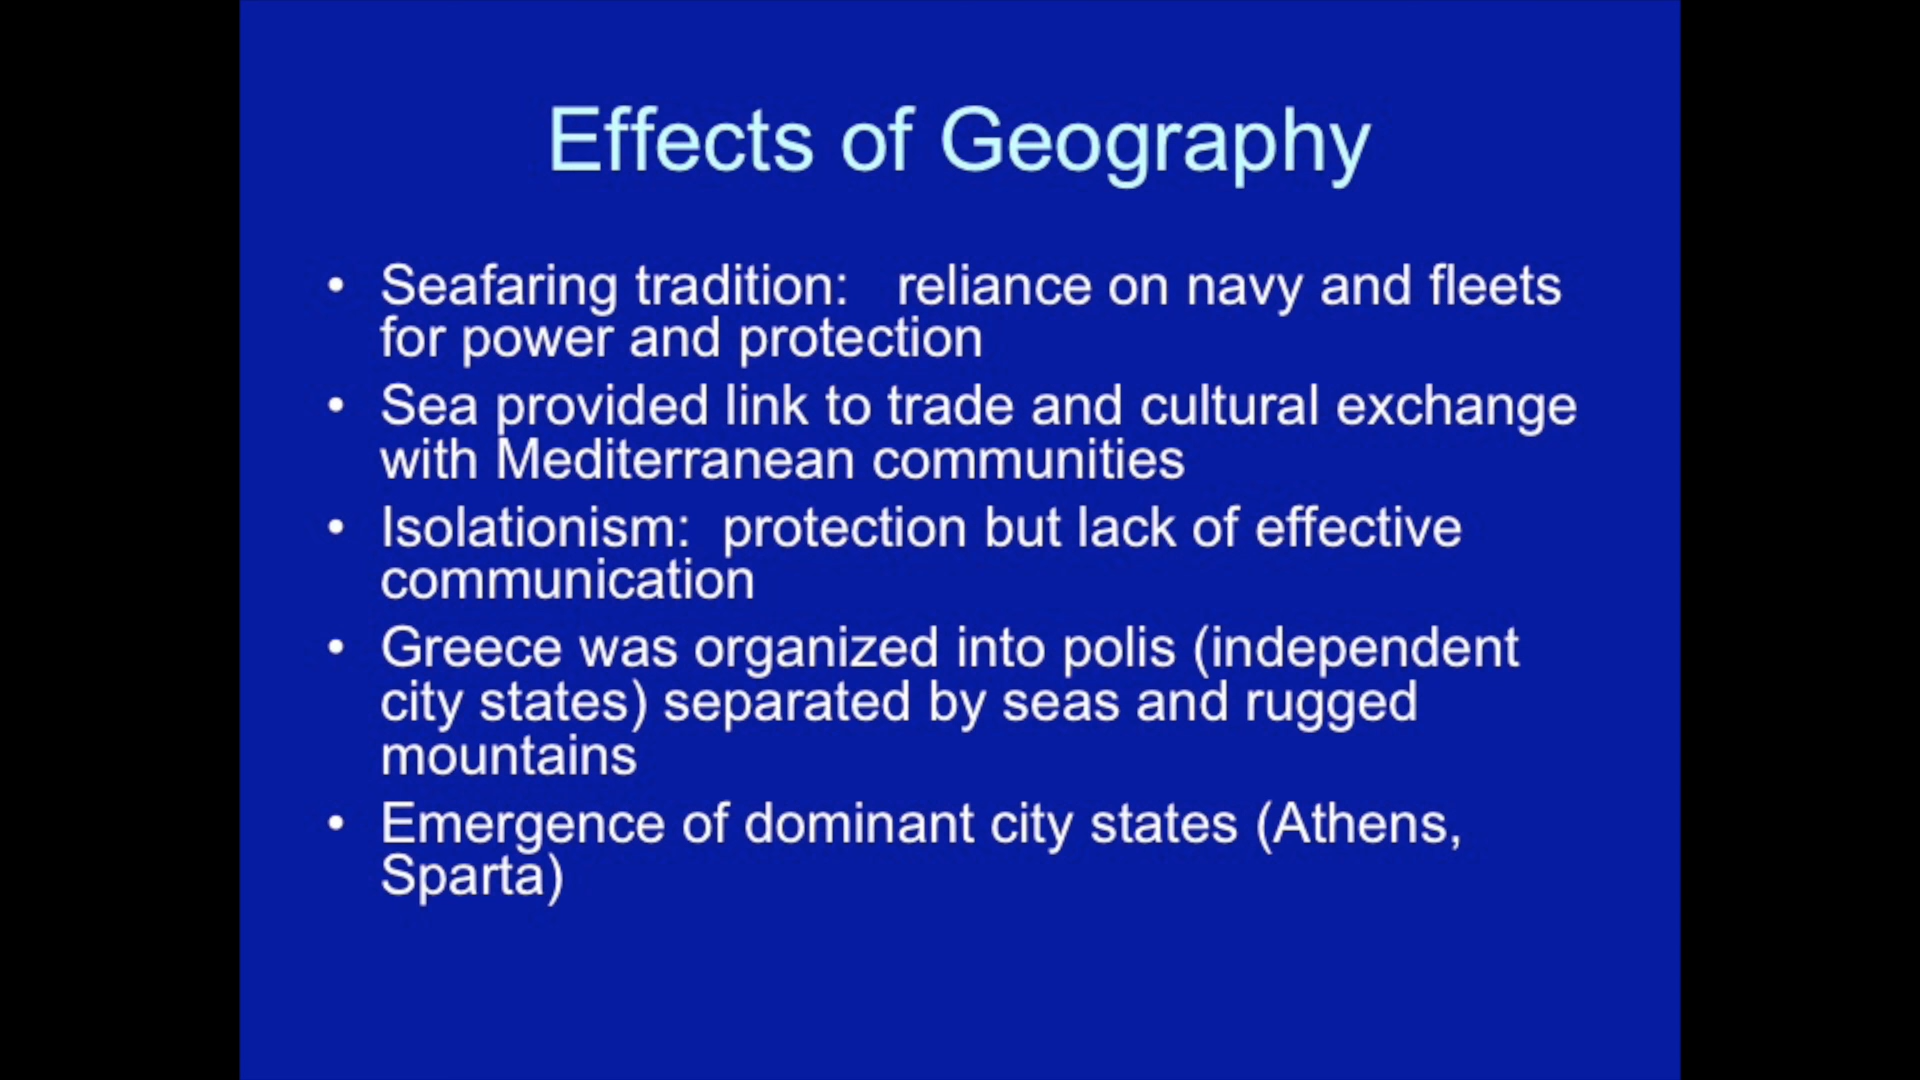 Effects of Geography
• Seafaring tradition:   reliance on navy and fleets
for power and protection
• Sea provided link to trade and cultural exchange
with Mediterranean communities
• Isolationism:  protection but lack of effective
communication
• Greece was organized into polis (independent
city states) separated by seas and rugged
mountains
• Emergence of dominant city states (Athens,
Sparta)